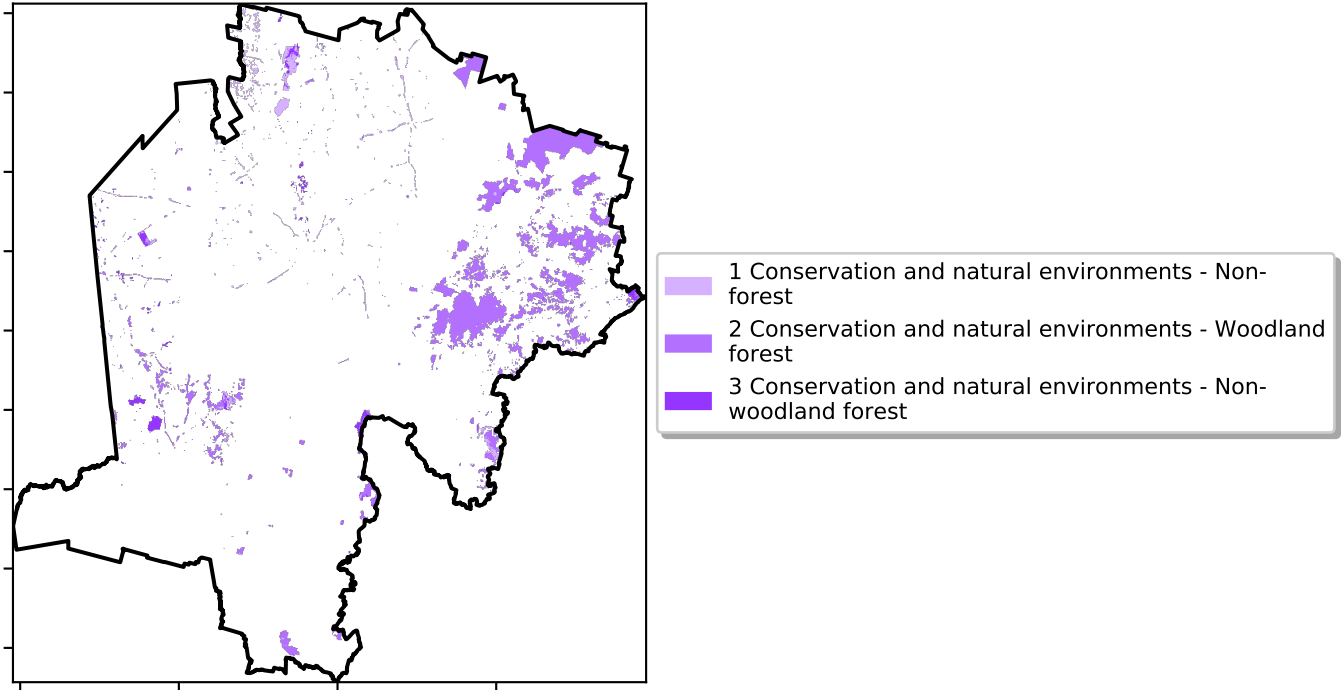 1 Conservation and natural environments - Non-
forest
2 Conservation and natural environments - Woodland
forest
3 Conservation and natural environments - Non-
woodland forest